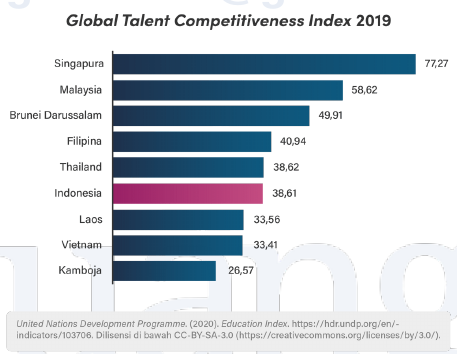 Global Talent Competitiveness Index 2019
Singapura 77,27
Malaysia 58,62
Brunei Darussalam 49,91
Filipina 40,94
Thailand 38,62
Indonesia 38,61
Laos 33,56
Vietnam 33,41
Kamboja 26,57
United Nations Development Programme. (2020). Education Index. https://hdr.undp.org/en/-
indicators/103706. Dilisensi di bawah CC-BY-SA-3.0 (https://creativecommons.org/licenses/by/3.0/).